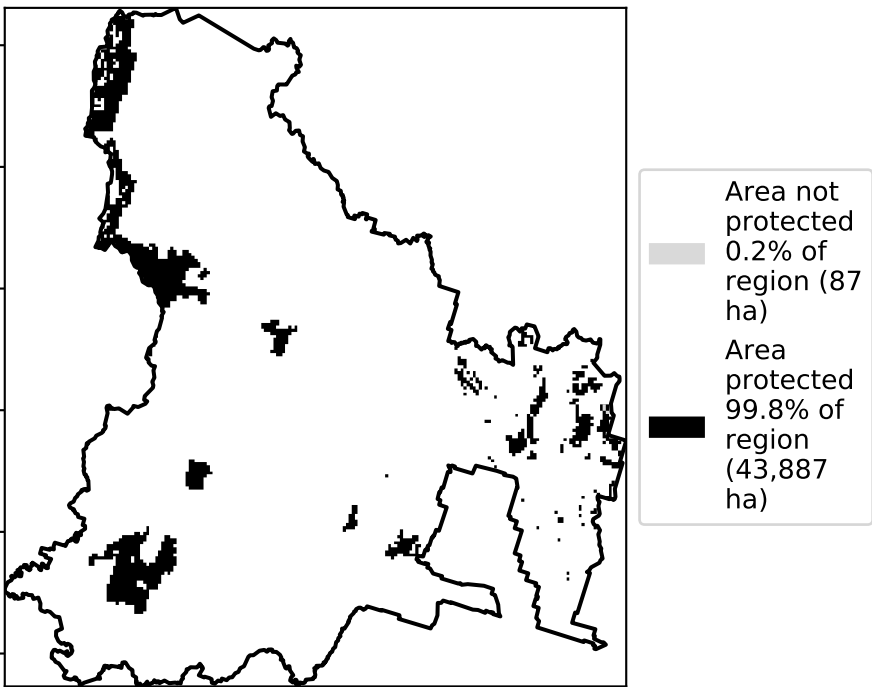 Area not
protected
0.2% of
region (87
ha)
Area
protected
99.8% of
region
(43,887
ha)